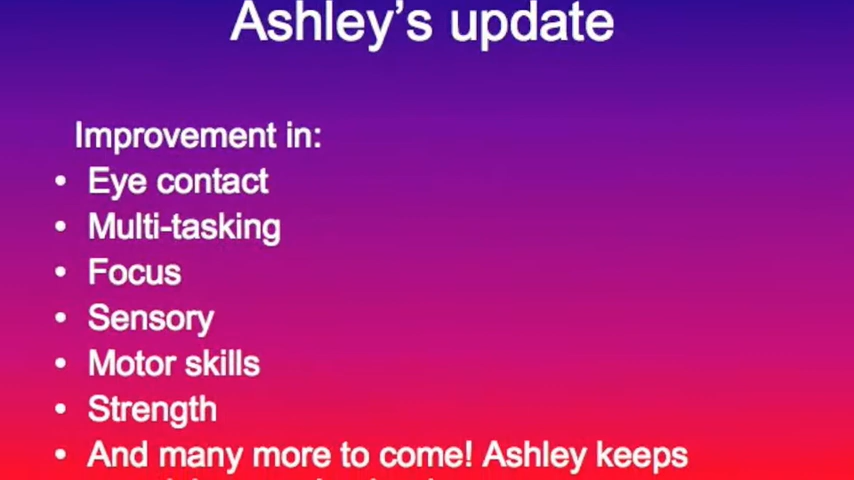 Ashley’s update
Improvement in:
• Eye contact
• Multi-tasking
• Focus
• Sensory
• Motor skills
• Strength
• And many more to come! Ashley keeps